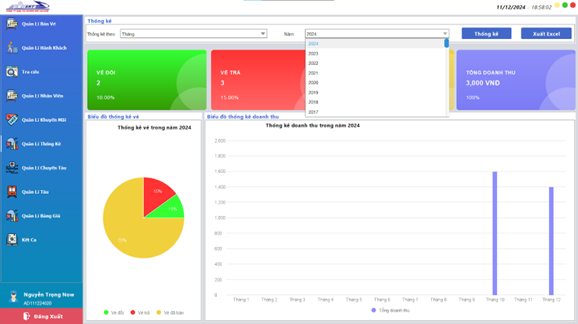 11/12/2024 - 10:58:02
Quản Lí Bán Vé
Quản Lí Hành Khách
Tra cứu
Quản Lí Nhân Viên
Quản Lí Khuyến Mãi
Quản Lí Thống Kê
Quản Lí Chuyến Tàu
Quản Lí Tàu
Quản Lí Bảng Giá
Kết Ca
Nguyễn Trọng Now
AD111224020
Đăng Xuất
Thống kê
Thống kê theo: Tháng
Năm: 2024
Thống kê
Xuất Excel
2024
2023
2022
2021
2020
2019
2018
2017
VÉ ĐỔI
2
10.00%
VÉ TRẢ
3
15.00%
TỔNG DOANH THU
3,000 VNĐ
100%
Biểu đồ thống kê vé
Thống kê vé trong năm 2024
15%
Vé đổi
Vé trả
Vé đã bán
Biểu đồ thống kê doanh thu
Thống kê doanh thu trong năm 2024
2.000
1.800
1.600
1.400
1.200
1.000
800
600
400
200
0
Tháng 1 Tháng 2 Tháng 3 Tháng 4 Tháng 5 Tháng 6 Tháng 7 Tháng 8 Tháng 9 Tháng 10 Tháng 11 Tháng 12
Tổng doanh thu